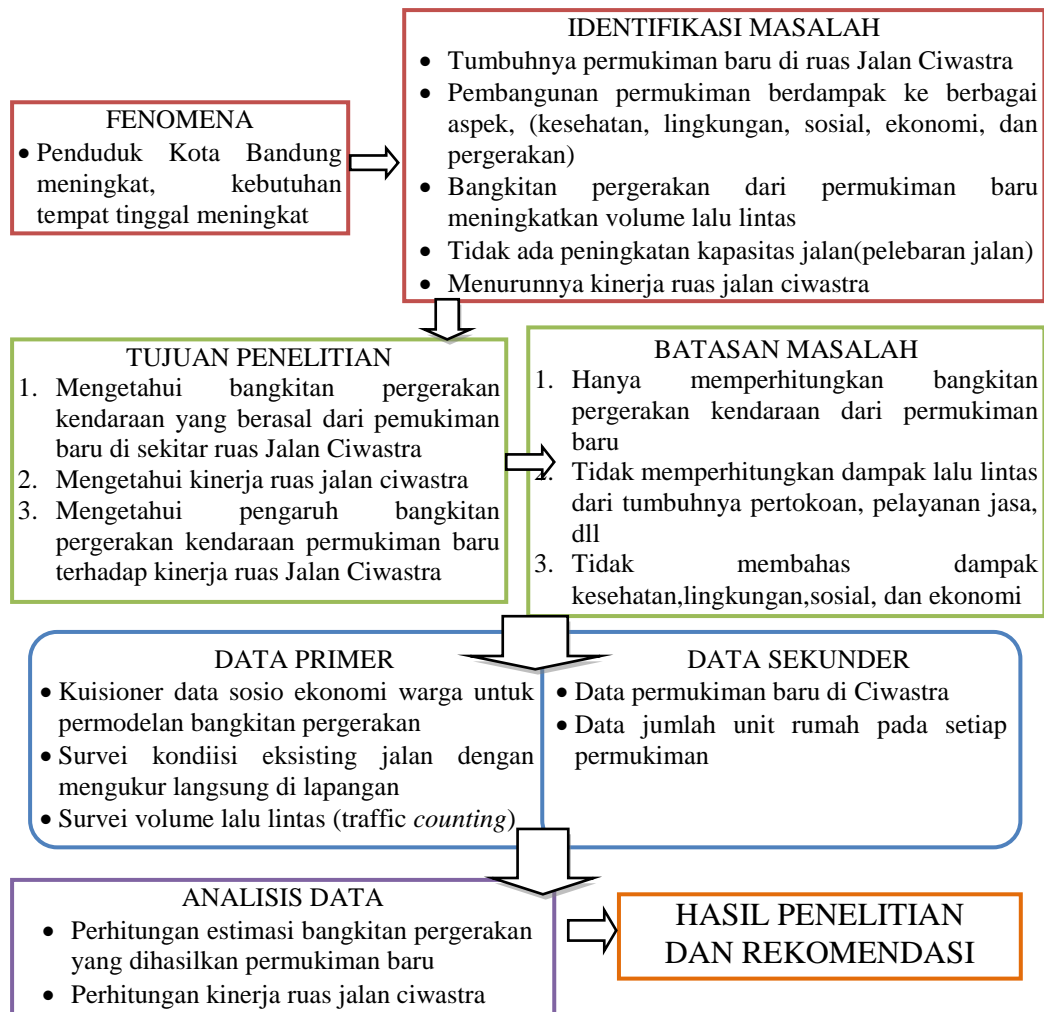 FENOMENA
• Penduduk Kota Bandung
meningkat, kebutuhan
tempat tinggal meningkat
IDENTIFIKASI MASALAH
• Tumbuhnya permukiman baru di ruas Jalan Ciwastra
• Pembangunan permukiman berdampak ke berbagai
aspek, (kesehatan, lingkungan, sosial, ekonomi, dan
pergerakan)
• Bangkitan pergerakan dari permukiman baru
meningkatkan volume lalu lintas
• Tidak ada peningkatan kapasitas jalan(pelebaran jalan)
• Menurunnya kinerja ruas jalan ciwastra
TUJUAN PENELITIAN
1. Mengetahui bangkitan pergerakan
kendaraan yang berasal dari pemukiman
baru di sekitar ruas Jalan Ciwastra
2. Mengetahui kinerja ruas jalan ciwastra
3. Mengetahui pengaruh bangkitan
pergerakan kendaraan permukiman baru
terhadap kinerja ruas Jalan Ciwastra
BATASAN MASALAH
1. Hanya memperhitungkan bangkitan
pergerakan kendaraan dari permukiman
baru
2. Tidak memperhitungkan dampak lalu lintas
dari tumbuhnya pertokoan, pelayanan jasa,
dll
3. Tidak membahas dampak
kesehatan,lingkungan,sosial, dan ekonomi
DATA PRIMER
• Kuisioner data sosio ekonomi warga untuk
permodelan bangkitan pergerakan
• Survei kondiisi eksisting jalan dengan
mengukur langsung di lapangan
• Survei volume lalu lintas (traffic counting)
DATA SEKUNDER
• Data permukiman baru di Ciwastra
• Data jumlah unit rumah pada setiap
permukiman
ANALISIS DATA
• Perhitungan estimasi bangkitan pergerakan
yang dihasilkan permukiman baru
• Perhitungan kinerja ruas jalan ciwastra
HASIL PENELITIAN
DAN REKOMENDASI